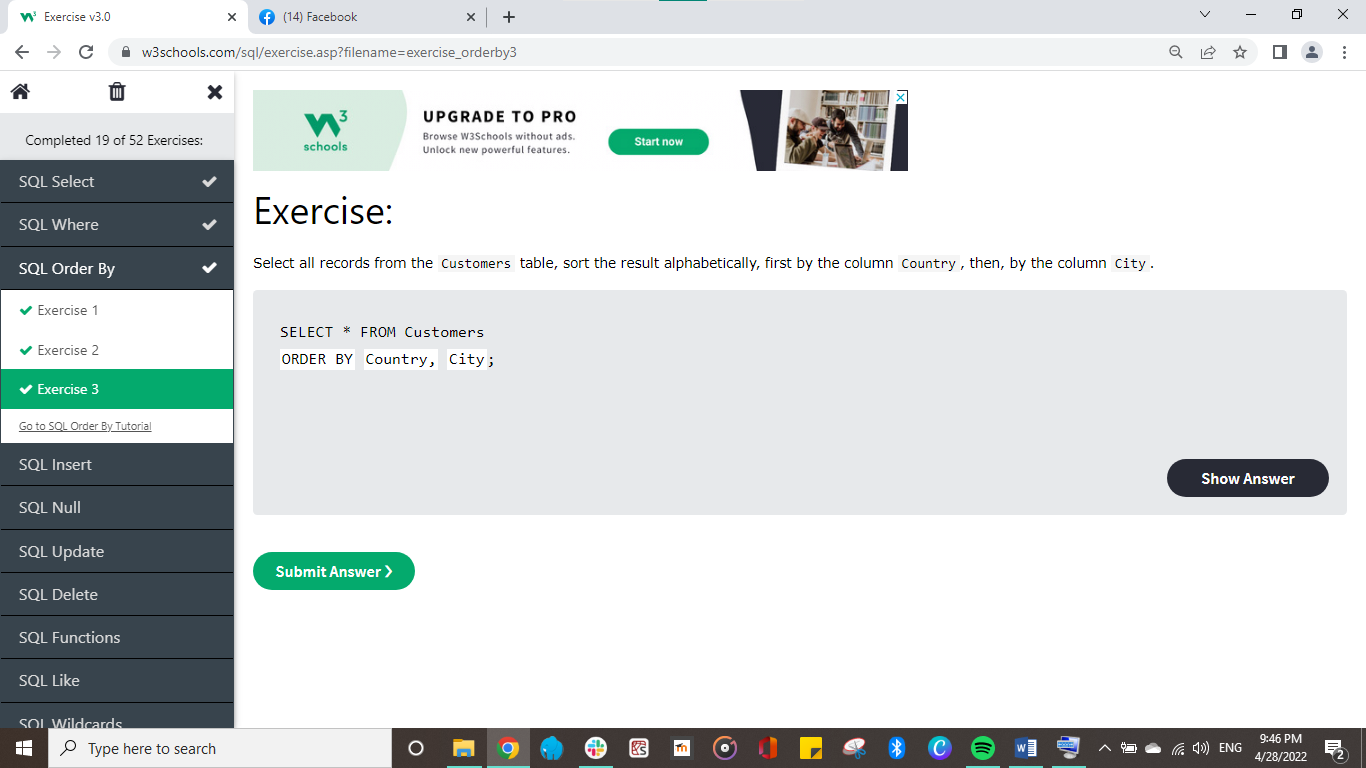 Exercise v3.0
(14) Facebook
w3schools.com/sql/exercise.asp?filename=exercise_orderby3
Completed 19 of 52 Exercises:
SQL Select
SQL Where
SQL Order By
Exercise 1
Exercise 2
Exercise 3
Go to SQL Order By Tutorial
SQL Insert
SQL Null
SQL Update
SQL Delete
SQL Functions
SQL Like
SQL Wildcards
W3
schools
UPGRADE TO PRO
Browse W3Schools without ads.
Unlock new powerful features.
Start now
Exercise:
Select all records from the Customers table, sort the result alphabetically, first by the column Country, then, by the column City.
SELECT * FROM Customers
ORDER BY Country, City;
Show Answer
Submit Answer ❯
Type here to search
ENG
9:46 PM
4/28/2022
2